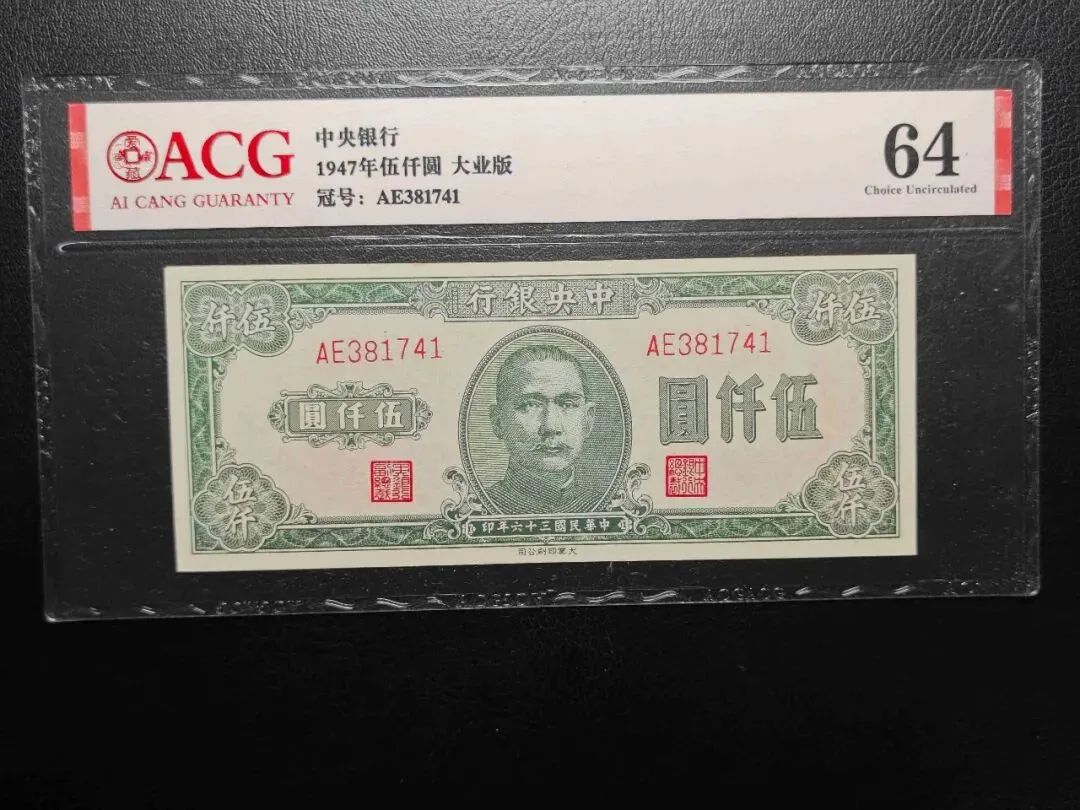 ACG
AI CANG GUARANTY
中央银行
1947年伍仟圆 大业版
冠号: AE381741
64
Choice Uncirculated
行銀央中
仟伍
仟伍
AE381741
AE381741
圓仟伍
圓仟伍
伍仟
伍仟
印年六十三國民華中
司公刷印業大